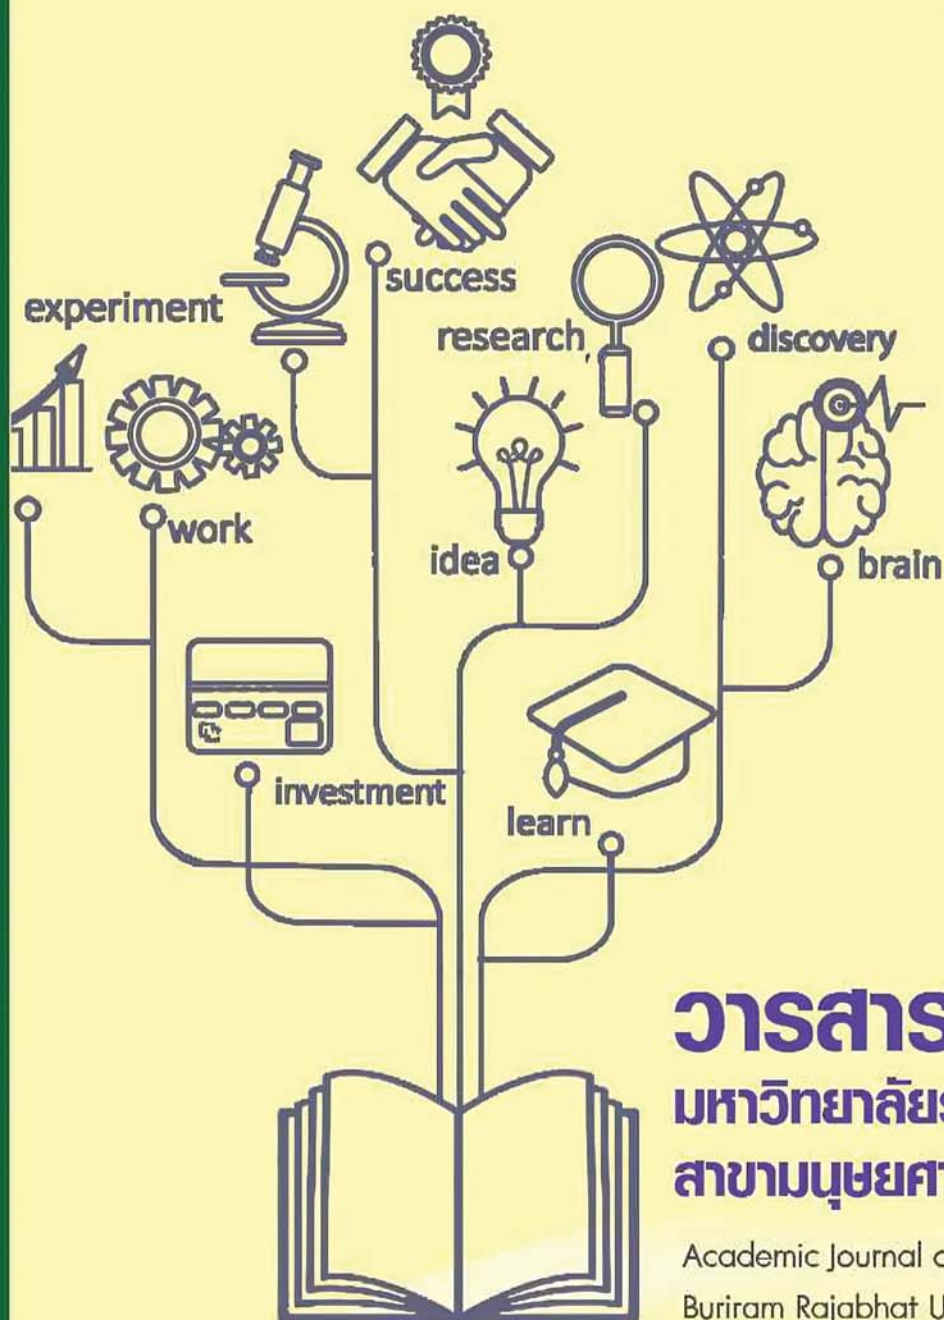 success
experiment
research
discovery
work
idea
brain
investment
learn
วารสาร
มหาวิทยาลัย
สาขามนุษยศา
Academic Journal
Buriram Rajabhat U